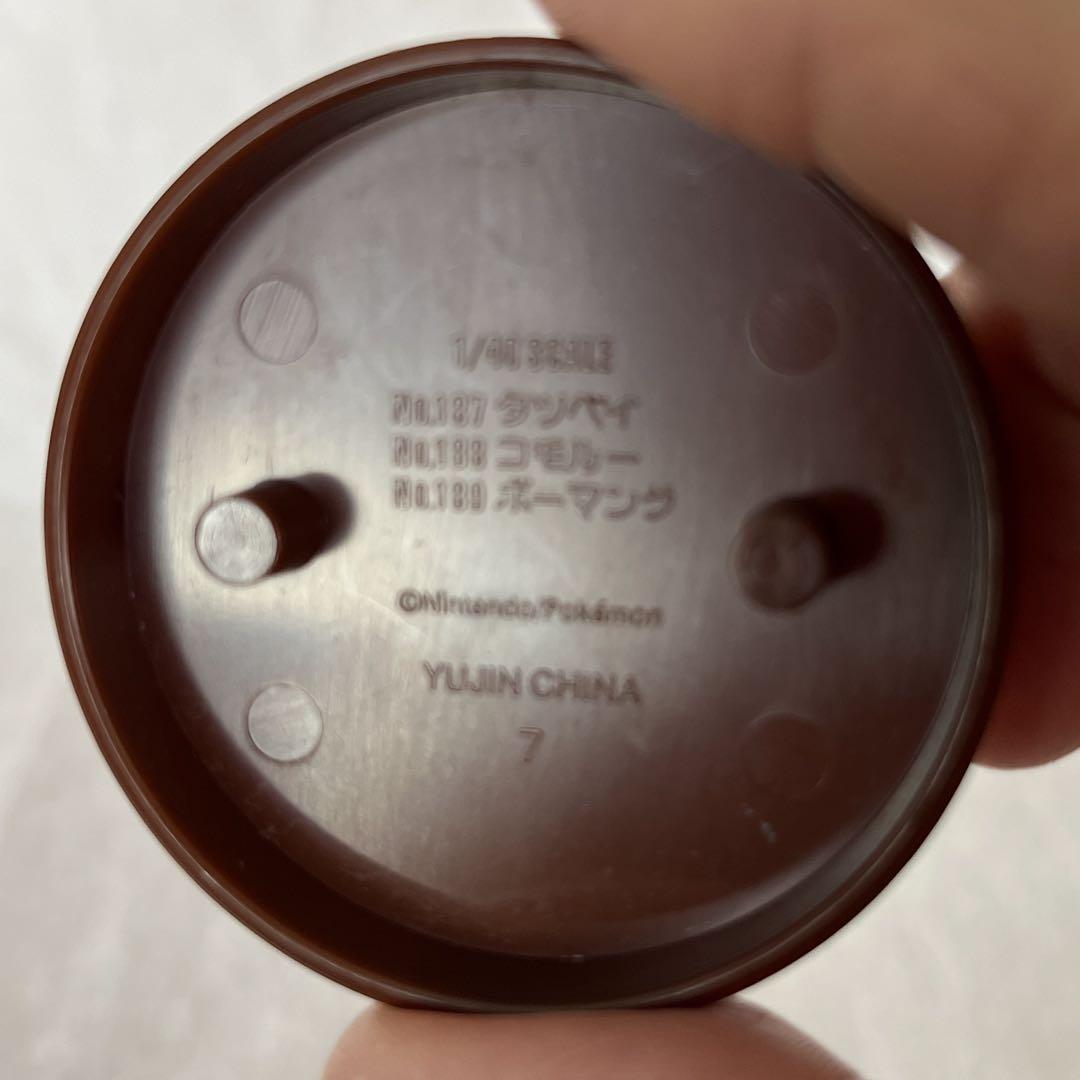 1/40 SCALE
No.187 タツベイ
No.188 コモルー
No.189 ボーマンダ
©Nintendo/Pokémon
YUJIN CHINA
7